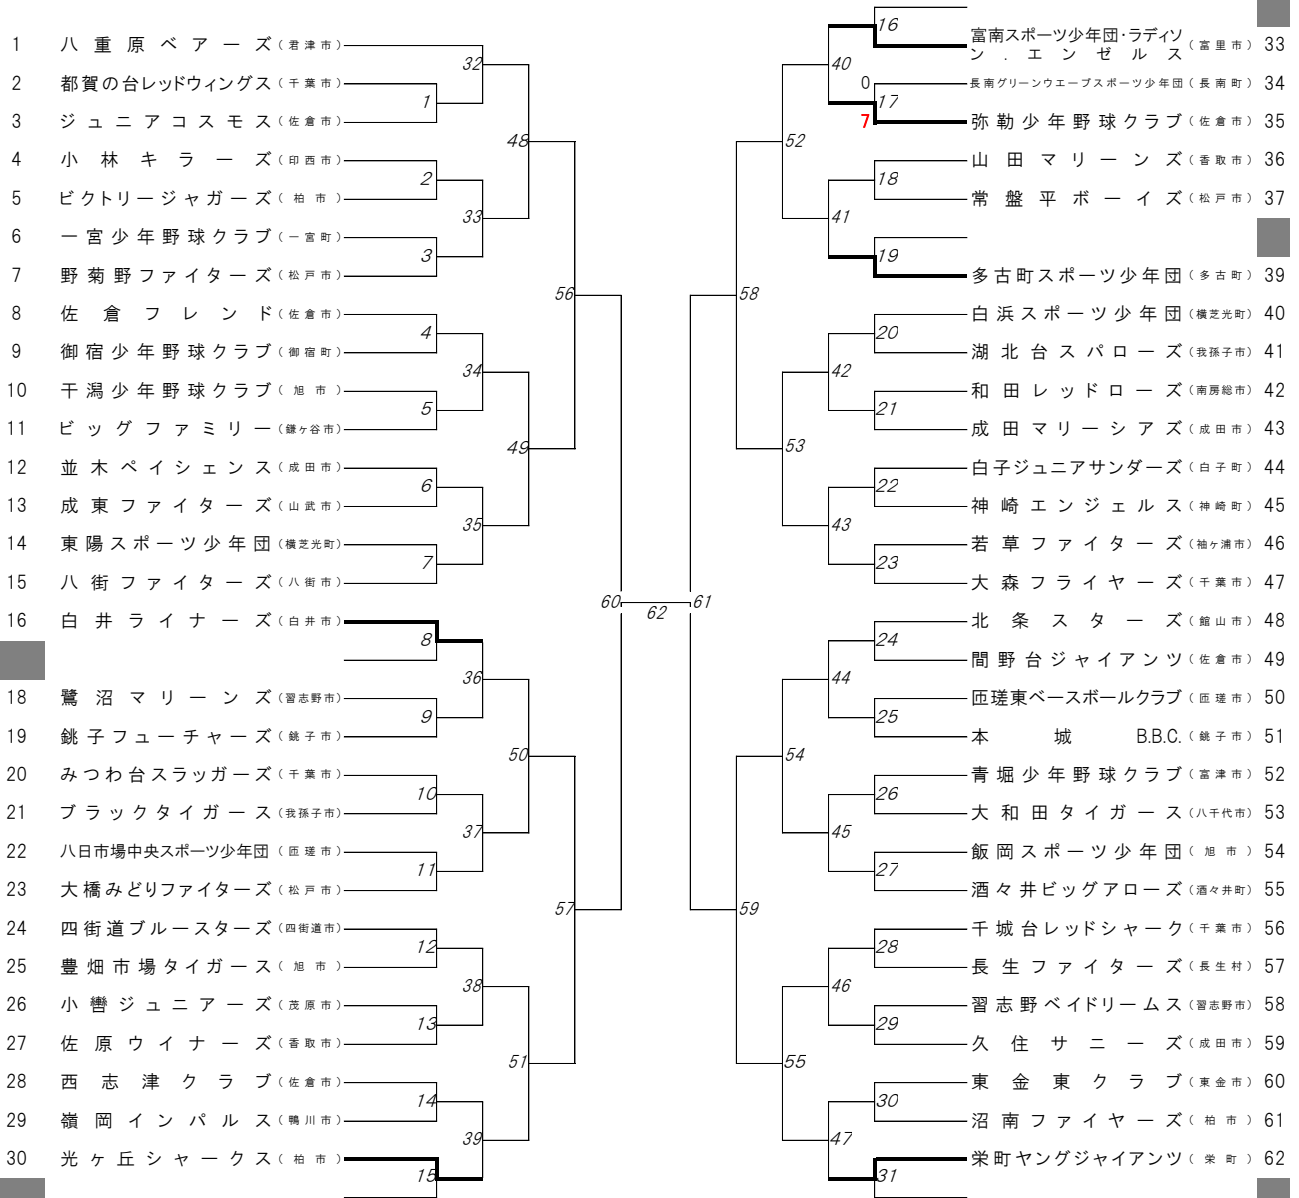 1 八重原ベアーズ（君津市）
2 都賀の台レッドウィングス（千葉市）
3 ジュニアコスモス（佐倉市）
4 小林キラーズ（印西市）
5 ビクトリージャガーズ（柏市）
6 一宮少年野球クラブ（一宮町）
7 野菊野ファイターズ（松戸市）
8 佐倉フレンド（佐倉市）
9 御宿少年野球クラブ（御宿町）
10 干潟少年野球クラブ（旭市）
11 ビッグファミリー（鎌ヶ谷市）
12 並木ペイシェンス（成田市）
13 成東ファイターズ（山武市）
14 東陽スポーツ少年団（横芝光町）
15 八街ファイターズ（八街市）
16 白井ライナーズ（白井市）
18 鷺沼マリーンズ（習志野市）
19 銚子フューチャーズ（銚子市）
20 みつわ台スラッガーズ（千葉市）
21 ブラックタイガース（我孫子市）
22 八日市場中央スポーツ少年団（匝瑳市）
23 大橋みどりファイターズ（松戸市）
24 四街道ブルースターズ（四街道市）
25 豊畑市場タイガース（旭市）
26 小轡ジュニアーズ（茂原市）
27 佐原ウイナーズ（香取市）
28 西志津クラブ（佐倉市）
29 嶺岡インパルス（鴨川市）
30 光ヶ丘シャークス（柏市）
1
2
3
4
5
6
7
8
9
10
11
12
13
14
15
32
33
34
35
36
37
38
39
48
49
50
51
56
57
60
62
61
58
59
52
53
54
55
40
41
42
43
44
45
46
47
16
0
17
7
18
19
20
21
22
23
24
25
26
27
28
29
30
31
富南スポーツ少年団・ラディソ
ン．エンゼルス（富里市） 33
長南グリーンウエーブスポーツ少年団（長南町） 34
弥勒少年野球クラブ（佐倉市） 35
山田マリーンズ（香取市） 36
常盤平ボーイズ（松戸市） 37
多古町スポーツ少年団（多古町） 39
白浜スポーツ少年団（横芝光町） 40
湖北台スパローズ（我孫子市） 41
和田レッドローズ（南房総市） 42
成田マリーシアズ（成田市） 43
白子ジュニアサンダーズ（白子町） 44
神崎エンジェルス（神崎町） 45
若草ファイターズ（袖ヶ浦市） 46
大森フライヤーズ（千葉市） 47
北条スターズ（館山市） 48
間野台ジャイアンツ（佐倉市） 49
匝瑳東ベースボールクラブ（匝瑳市） 50
本城B.B.C.（銚子市） 51
青堀少年野球クラブ（富津市） 52
大和田タイガース（八千代市） 53
飯岡スポーツ少年団（旭市） 54
酒々井ビッグアローズ（酒々井町） 55
千城台レッドシャーク（千葉市） 56
長生ファイターズ（長生村） 57
習志野ベイドリームス（習志野市） 58
久住サニーズ（成田市） 59
東金東クラブ（東金市） 60
沼南ファイヤーズ（柏市） 61
栄町ヤングジャイアンツ（栄町） 62